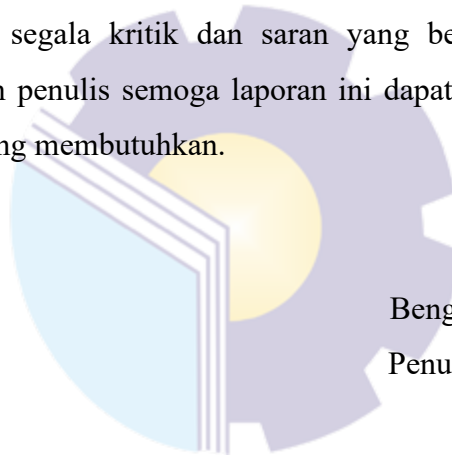 segala kritik dan saran yang be
penulis semoga laporan ini dapat
ng membutuhkan.
Beng
Penu